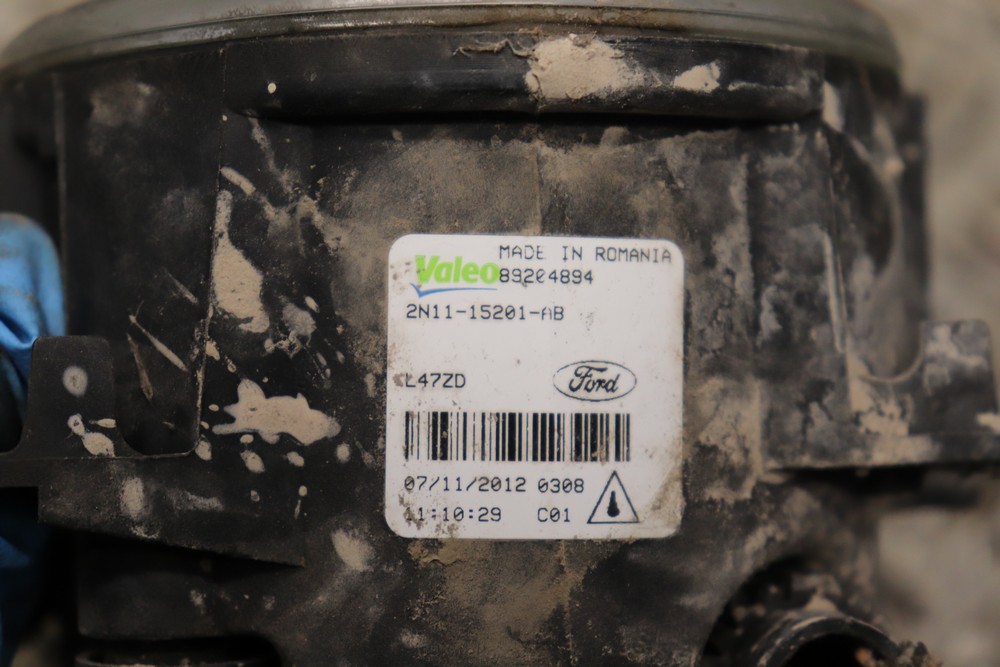 MADE IN ROMANIA
Valeo 89204894
2N11-15201-AB
L47ZD
Ford
07/11/2012 0308
11:10:29 C01